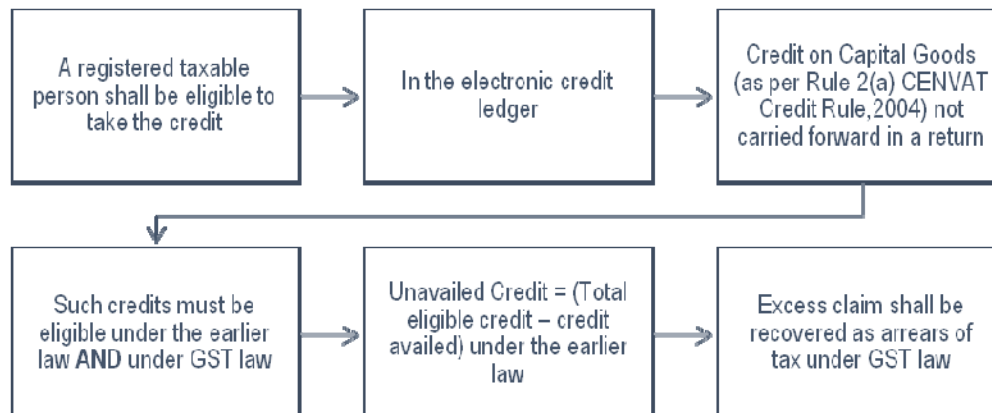 A registered taxable
person shall be eligible to
take the credit
In the electronic credit
ledger
Credit on Capital Goods
(as per Rule 2(a) CENVAT
Credit Rule,2004) not
carried forward in a return
Such credits must be
eligible under the earlier
law AND under GST law
Unavailed Credit = (Total
eligible credit – credit
availed) under the earlier
law
Excess claim shall be
recovered as arrears of
tax under GST law